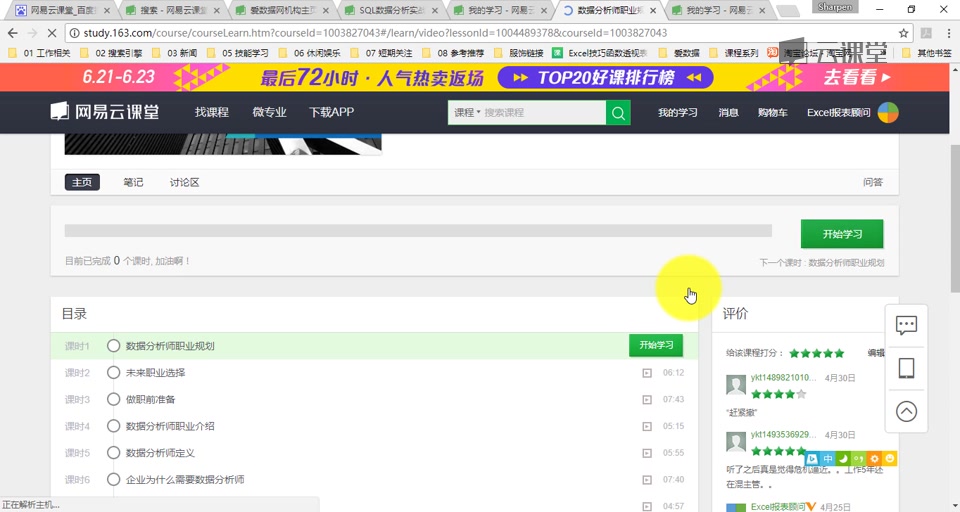 网易云课堂_百度
搜索 - 网易云课堂
爱数据网机构主页
SQL数据分析实战
我的学习 - 网易云
数据分析师职业规
我的学习 - 网易云
Sharpen
study.163.com/course/courseLearn.htm?courseId=1003827043#/learn/video?lessonId=1004489378&courseId=1003827043
01 工作相关
02 搜索引擎
03 新闻
05 技能学习
06 休闲娱乐
07 短期关注
08 参考推荐
服饰链接
Excel技巧函数透视表
爱数据
课程系列
淘宝论坛_淘宝网
其他书签
云课堂
6.21-6.23
最后72小时 · 人气热卖返场
TOP20好课排行榜
去看看
网易云课堂
找课程
微专业
下载APP
课程
搜索课程
我的学习
消息
购物车
Excel报表顾问
主页
笔记
讨论区
问答
开始学习
目前已完成 0 个课时, 加油啊！
下一个课时 : 数据分析师职业规划
目录
课时1 数据分析师职业规划 开始学习
课时2 未来职业选择 06:12
课时3 做职前准备 07:43
课时4 数据分析师职业介绍 05:15
课时5 数据分析师定义 05:55
课时6 企业为什么需要数据分析师 07:40
04:57
评价
给该课程打分：
编辑
ykt1489821010... 4月30日
“赶紧撤”
ykt1493536929... 4月30日
中
听了之后真是觉得危机逼近。。工作5年还
在混主管。。
Excel报表顾问 4月25日
正在解析主机...